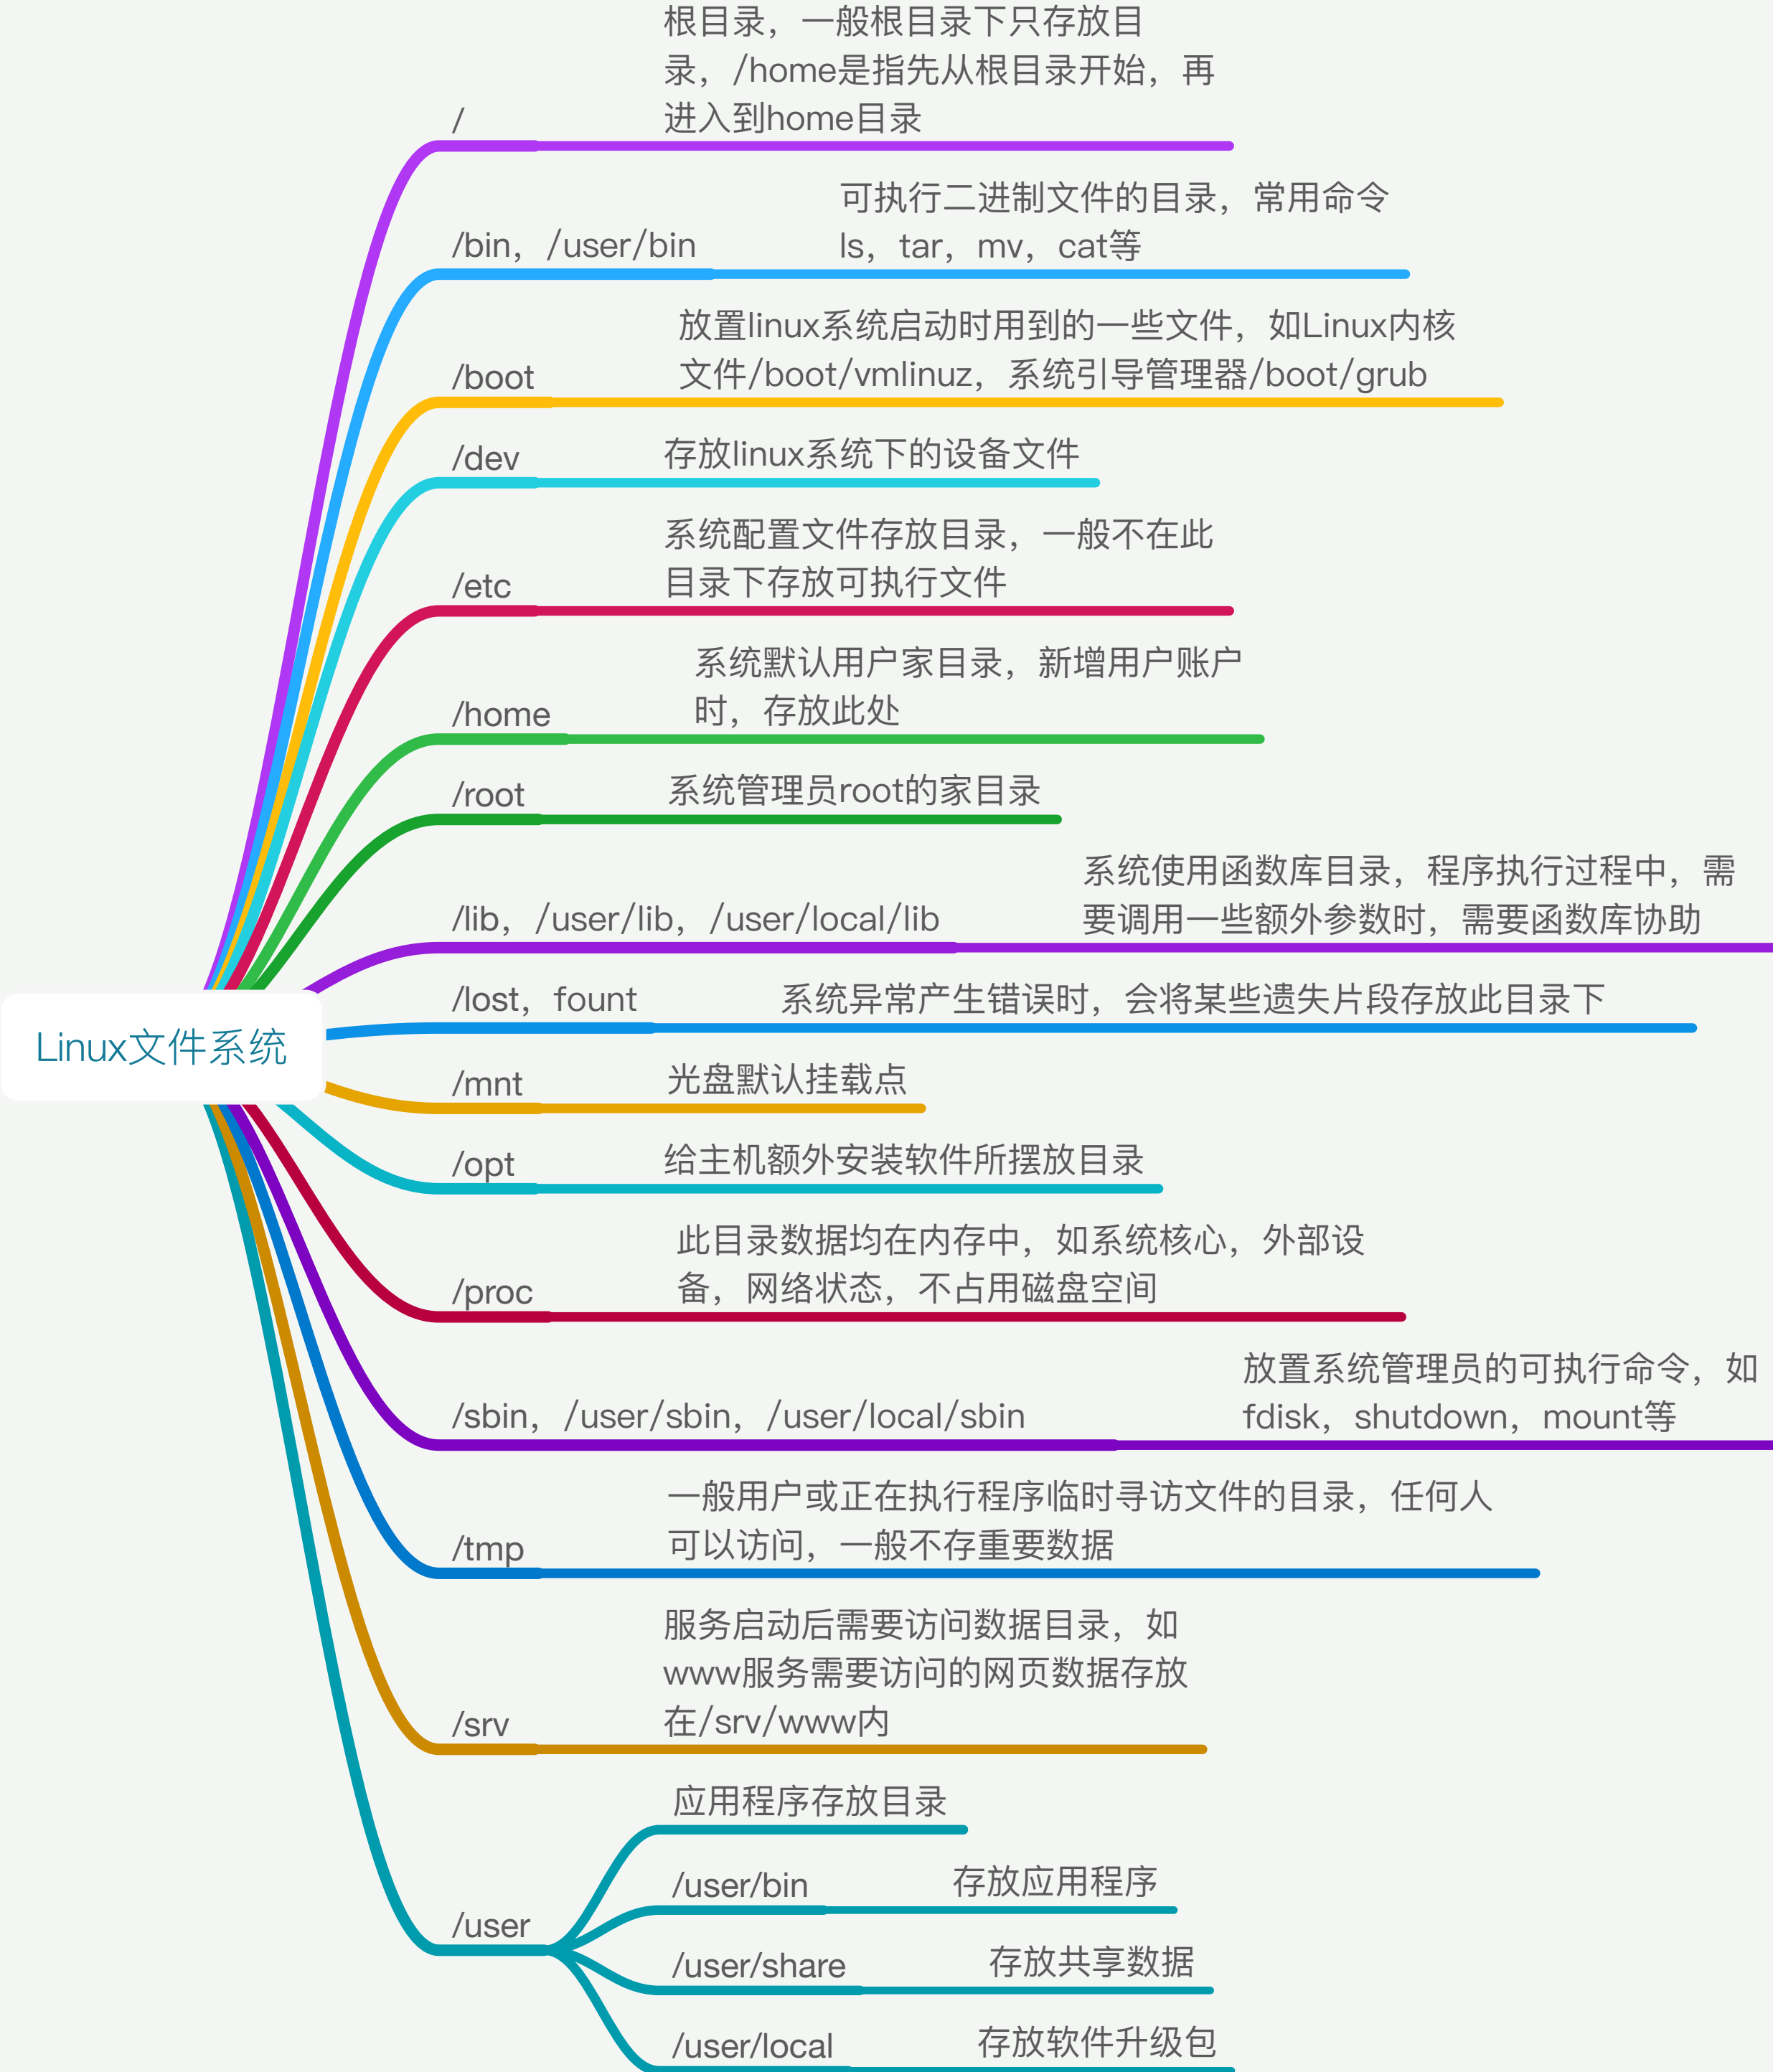 根目录，一般根目录下只存放目
录，/home是指先从根目录开始，再
进入到home目录
/
可执行二进制文件的目录，常用命令
ls，tar，mv，cat等
/bin，/user/bin
放置linux系统启动时用到的一些文件，如Linux内核
文件/boot/vmlinuz，系统引导管理器/boot/grub
/boot
存放linux系统下的设备文件
/dev
系统配置文件存放目录，一般不在此
目录下存放可执行文件
/etc
系统默认用户家目录，新增用户账户
时，存放此处
/home
系统管理员root的家目录
/root
系统使用函数库目录，程序执行过程中，需
要调用一些额外参数时，需要函数库协助
/lib，/user/lib，/user/local/lib
系统异常产生错误时，会将某些遗失片段存放此目录下
/lost，fount
Linux文件系统
光盘默认挂载点
/mnt
给主机额外安装软件所摆放目录
/opt
此目录数据均在内存中，如系统核心，外部设
备，网络状态，不占用磁盘空间
/proc
放置系统管理员的可执行命令，如
fdisk，shutdown，mount等
/sbin，/user/sbin，/user/local/sbin
一般用户或正在执行程序临时寻访文件的目录，任何人
可以访问，一般不存重要数据
/tmp
服务启动后需要访问数据目录，如
www服务需要访问的网页数据存放
在/srv/www内
/srv
应用程序存放目录
/user/bin
存放应用程序
/user
/user/share
存放共享数据
/user/local
存放软件升级包